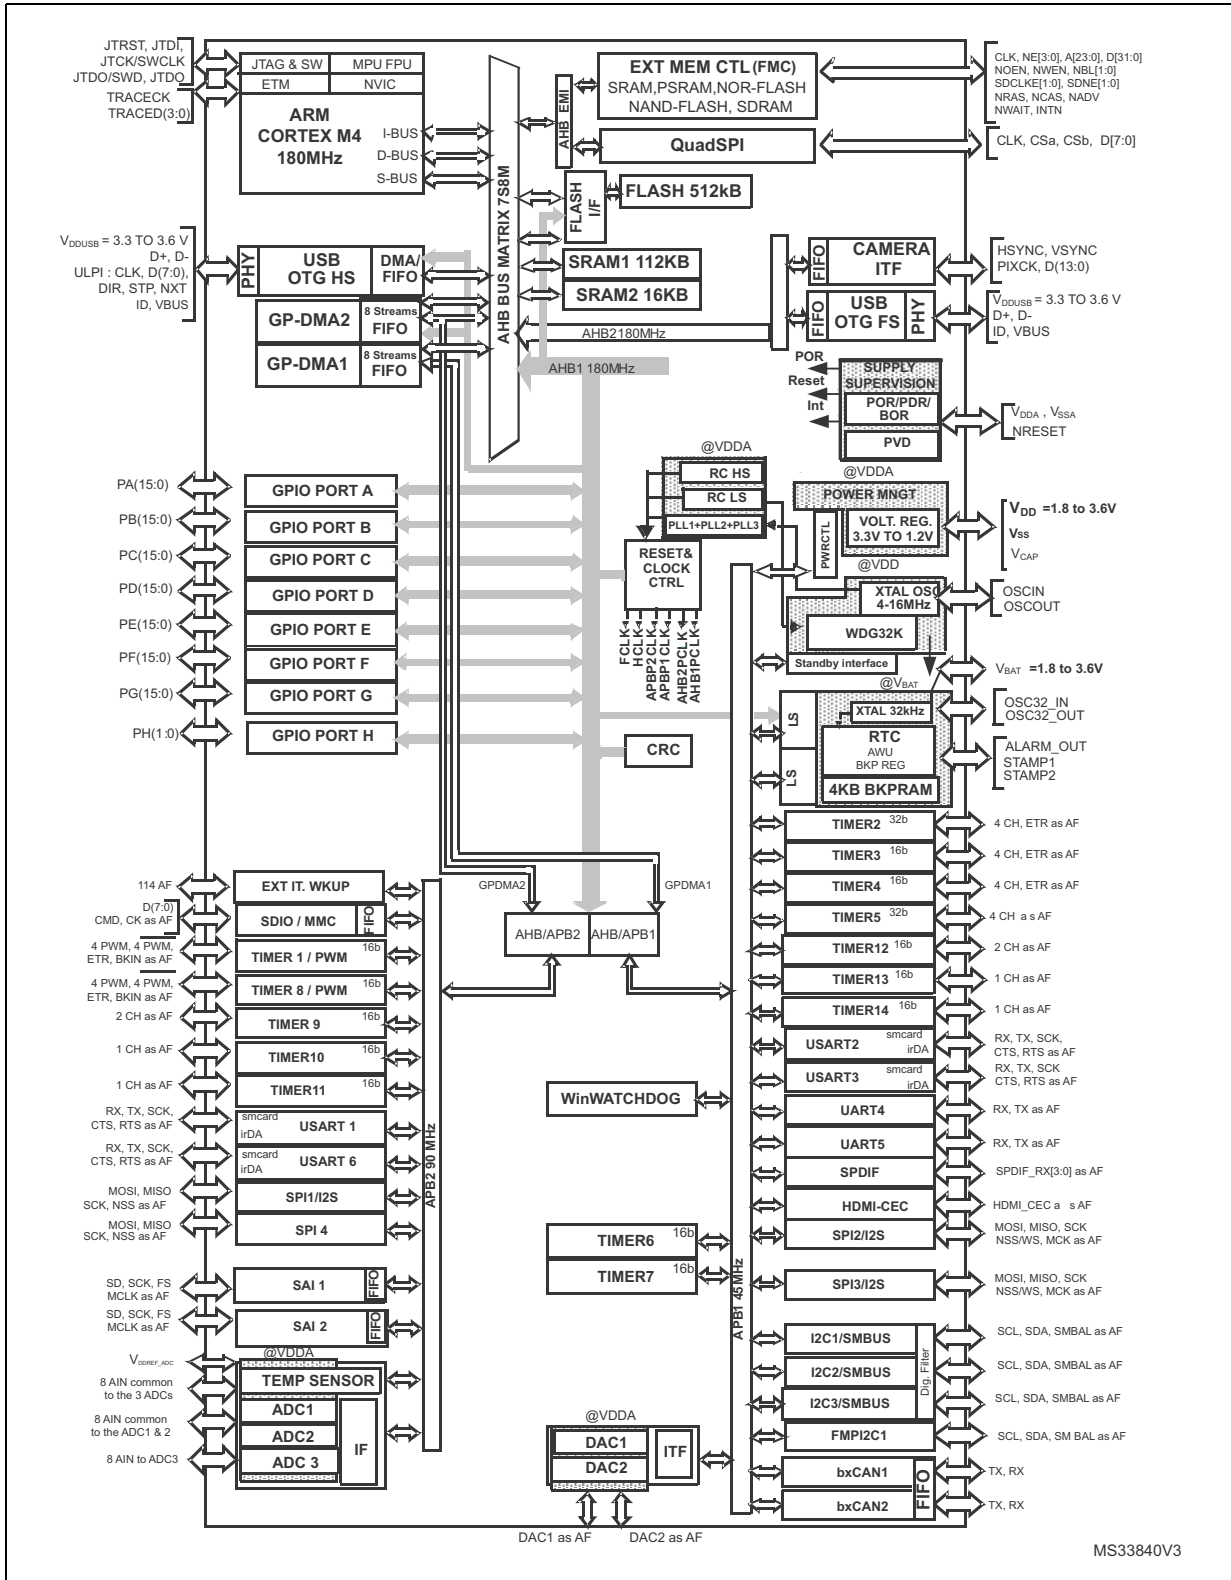 JTRST, JTDI,
JTCK/SWCLK
JTDO/SWD, JTDO
TRACECK
TRACED(3:0)
JTAG & SW
MPU FPU
ETM
NVIC
ARM
CORTEX M4
180MHz
I-BUS
D-BUS
S-BUS
AHB BUS MATRIX 7S8M
AHB EMI
EXT MEM CTL (FMC)
SRAM,PSRAM,NOR-FLASH
NAND-FLASH, SDRAM
CLK, NE[3:0], A[23:0], D[31:0]
NOEN, NWEN, NBL[1:0]
SDCLKE[1:0], SDNE[1:0]
NRAS, NCAS, NADV
NWAIT, INTN
QuadSPI
CLK, CSa, CSb, D[7:0]
FLASH
I/F
FLASH 512kB
SRAM1 112KB
SRAM2 16KB
VDDUSB = 3.3 TO 3.6 V
D+, D-
ULPI : CLK, D(7:0),
DIR, STP, NXT
ID, VBUS
PHY
USB
OTG HS
DMA/
FIFO
GP-DMA2
8 Streams
FIFO
GP-DMA1
8 Streams
FIFO
AHB2180MHz
AHB1 180MHz
FIFO
CAMERA
ITF
HSYNC, VSYNC
PIXCK, D(13:0)
FIFO
USB
OTG FS
PHY
VDDUSB = 3.3 TO 3.6 V
D+, D-
ID, VBUS
POR
Reset
Int
SUPPLY
SUPERVISION
POR/PDR/
BOR
PVD
VDDA , VSSA
NRESET
@VDDA
RC HS
RC LS
PLL1+PLL2+PLL3
RESET&
CLOCK
CTRL
FCLK
HCLK
APBP2CLK
APBP1CLK
AHB2PCLK
AHB1PCLK
@VDDA
POWER MNGT
PWRCTL
VOLT. REG.
3.3V TO 1.2V
VDD =1.8 to 3.6V
Vss
VCAP
@VDD
XTAL OSC
4-16MHz
OSCIN
OSCOUT
WDG32K
Standby interface
VBAT =1.8 to 3.6V
@VBAT
LS
LS
XTAL 32kHz
RTC
AWU
BKP REG
4KB BKPRAM
OSC32_IN
OSC32_OUT
ALARM_OUT
STAMP1
STAMP2
PA(15:0)
GPIO PORT A
PB(15:0)
GPIO PORT B
PC(15:0)
GPIO PORT C
PD(15:0)
GPIO PORT D
PE(15:0)
GPIO PORT E
PF(15:0)
GPIO PORT F
PG(15:0)
GPIO PORT G
PH(1:0)
GPIO PORT H
CRC
GPDMA2
GPDMA1
AHB/APB2
AHB/APB1
APB2 90 MHz
APB1 45MHz
114 AF
EXT IT. WKUP
D(7:0)
CMD, CK as AF
SDIO / MMC
FIFO
4 PWM, 4 PWM,
ETR, BKIN as AF
TIMER 1 / PWM
16b
4 PWM, 4 PWM,
ETR, BKIN as AF
TIMER 8 / PWM
16b
2 CH as AF
TIMER 9
16b
1 CH as AF
TIMER10
16b
1 CH as AF
TIMER11
16b
RX, TX, SCK,
CTS, RTS as AF
smcard
irDA
USART 1
RX, TX, SCK,
CTS, RTS as AF
smcard
irDA
USART 6
MOSI, MISO
SCK, NSS as AF
SPI1/I2S
MOSI, MISO
SCK, NSS as AF
SPI 4
SD, SCK, FS
MCLK as AF
SAI 1
FIFO
SD, SCK, FS
MCLK as AF
SAI 2
FIFO
@VDDA
VDDREF_ADC
TEMP SENSOR
8 AIN common
to the 3 ADCs
ADC1
8 AIN common
to the ADC1 & 2
ADC2
8 AIN to ADC3
ADC 3
IF
WinWATCHDOG
TIMER6
16b
TIMER7
16b
@VDDA
DAC1
DAC2
ITF
DAC1 as AF
DAC2 as AF
TIMER2
32b
4 CH, ETR as AF
TIMER3
16b
4 CH, ETR as AF
TIMER4
16b
4 CH, ETR as AF
TIMER5
32b
4 CH a s AF
TIMER12
16b
2 CH as AF
TIMER13
16b
1 CH as AF
TIMER14
16b
1 CH as AF
USART2
smcard
irDA
RX, TX, SCK,
CTS, RTS as AF
USART3
smcard
irDA
RX, TX, SCK
CTS, RTS as AF
UART4
RX, TX as AF
UART5
RX, TX as AF
SPDIF
SPDIF_RX[3:0] as AF
HDMI-CEC
HDMI_CEC a s AF
SPI2/I2S
MOSI, MISO, SCK
NSS/WS, MCK as AF
SPI3/I2S
MOSI, MISO, SCK
NSS/WS, MCK as AF
I2C1/SMBUS
SCL, SDA, SMBAL as AF
I2C2/SMBUS
SCL, SDA, SMBAL as AF
I2C3/SMBUS
SCL, SDA, SMBAL as AF
Dig. Filter
FMPI2C1
SCL, SDA, SM BAL as AF
bxCAN1
TX, RX
bxCAN2
TX, RX
FIFO
MS33840V3